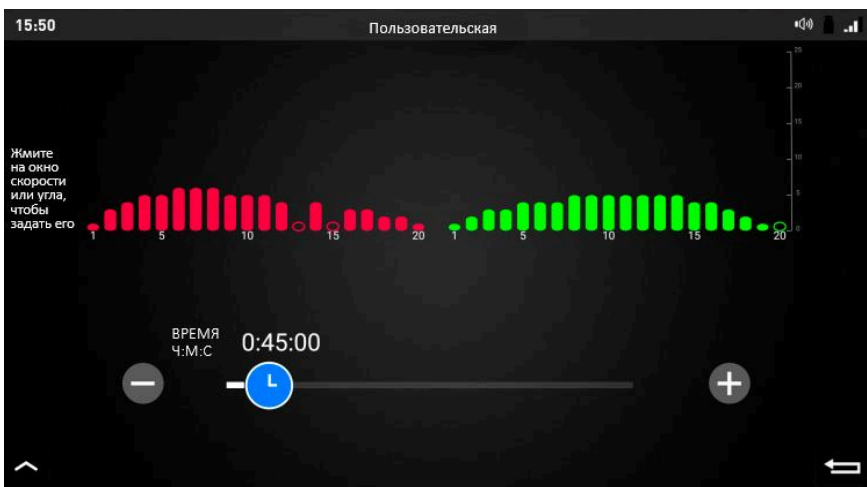 15:50
Пользовательская
25
20
15
10
5
0
Жмите
на окно
скорости
или угла,
чтобы
задать его
1 5 10 15 20 1 5 10 15 20
ВРЕМЯ
Ч:М:С
0:45:00